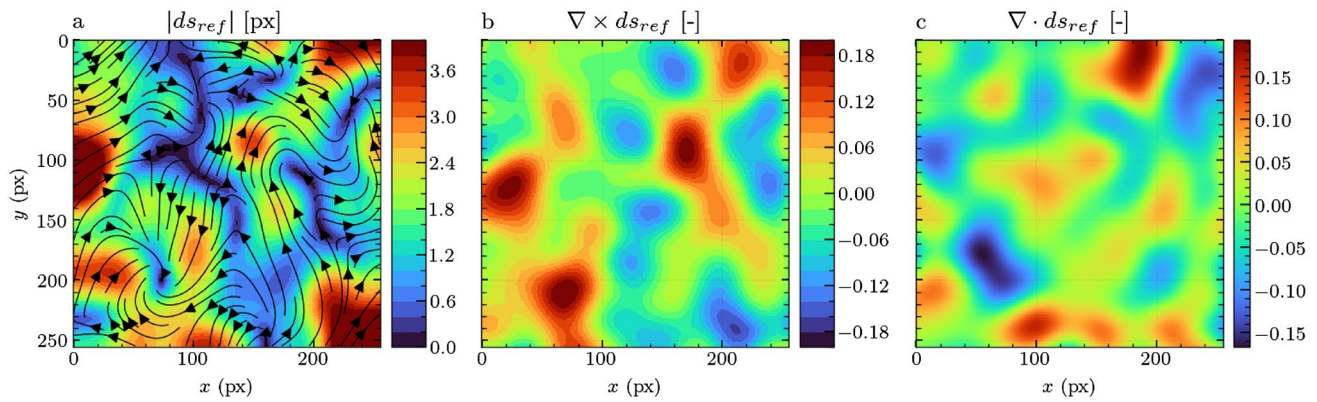 a |ds_ref| [px]
0
50
100
150
200
250
y (px)
0 100 200
x (px)
3.6
3.0
2.4
1.8
1.2
0.6
0.0
b ∇ × ds_ref [-]
0 100 200
x (px)
0.18
0.12
0.06
0.00
−0.06
−0.12
−0.18
c ∇ · ds_ref [-]
0 100 200
x (px)
0.15
0.10
0.05
0.00
−0.05
−0.10
−0.15